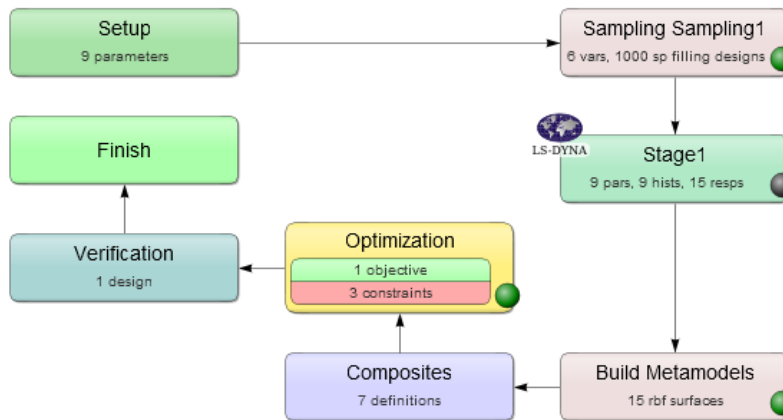 Setup
9 parameters
Sampling Sampling1
6 vars, 1000 sp filling designs
LS-DYNA
Stage1
9 pars, 9 hists, 15 resps
Finish
Optimization
1 objective
3 constraints
Verification
1 design
Composites
7 definitions
Build Metamodels
15 rbf surfaces